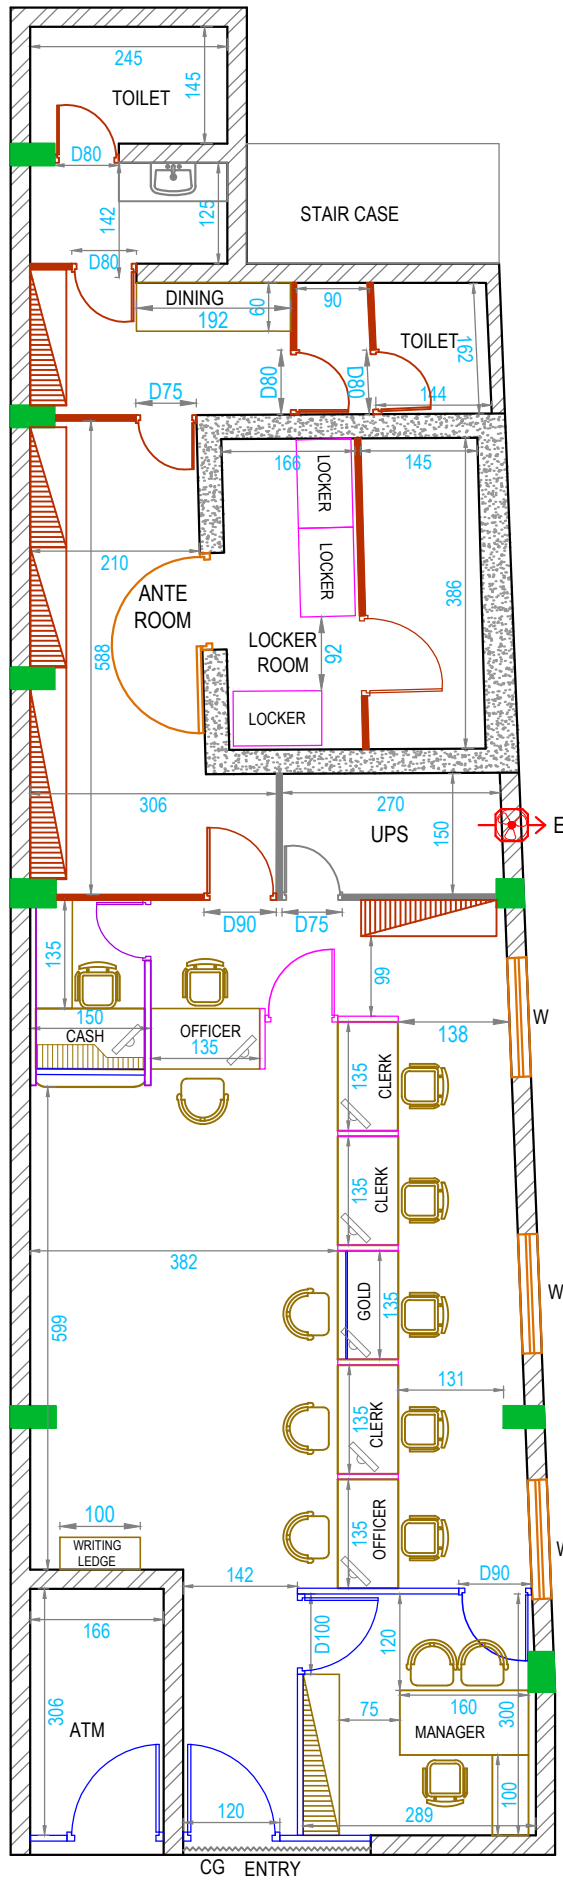 245
145
TOILET
D80
142
125
STAIR CASE
D80
DINING
192
60
90
TOILET
162
D80
D80
144
D75
166
145
LOCKER
LOCKER
210
ANTE
ROOM
386
588
LOCKER
ROOM
92
LOCKER
306
270
UPS
150
E
D90
D75
135
99
150
CASH
OFFICER
135
138
W
135
CLERK
135
CLERK
382
W
GOLD
135
599
131
135
CLERK
135
OFFICER
W
100
WRITING
LEDGE
142
D90
166
D100
120
306
ATM
75
160
300
MANAGER
120
100
289
CG ENTRY